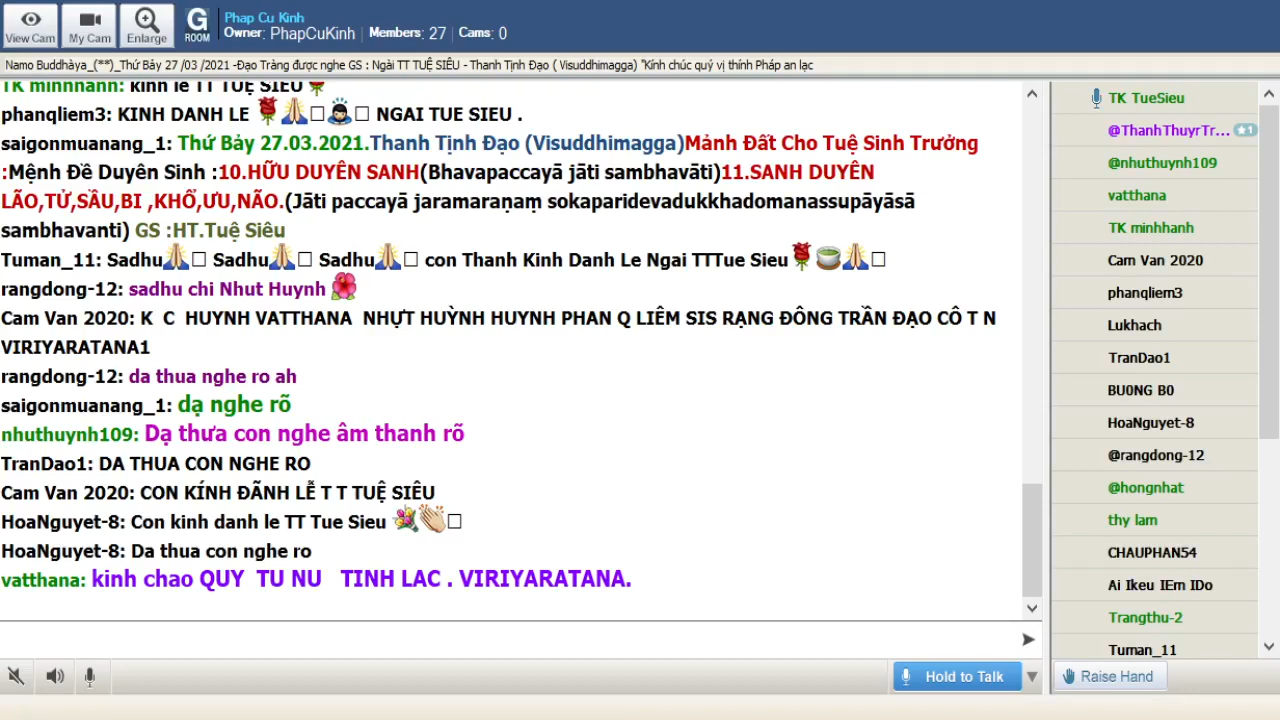 View Cam
My Cam
Enlarge
G
ROOM
Phap Cu Kinh
Owner: PhapCuKinh Members: 27 Cams: 0
Namo Buddhàya_(**)_Thứ Bảy 27 /03 /2021 -Đạo Tràng được nghe GS : Ngài TT TUỆ SIÊU - Thanh Tịnh Đạo ( Visuddhimagga) "Kính chúc quý vị thính Pháp an lạc
TK minhhanh: kinh le TT TUỆ SIEU
phanqliem3: KINH DANH LE NGAI TUE SIEU .
saigonmuanang_1: Thứ Bảy 27.03.2021.Thanh Tịnh Đạo (Visuddhimagga)Mảnh Đất Cho Tuệ Sinh Trưởng
:Mệnh Đề Duyên Sinh :10.HỮU DUYÊN SANH(Bhavapaccayā jāti sambhavāti)11.SANH DUYÊN
LÃO,TỬ,SẦU,BI ,KHỔ,ƯU,NÃO.(Jāti paccayā jaramaraṇaṃ sokaparidevadukkhadomanassupāyāsā
sambhavanti) GS :HT.Tuệ Siêu
Tuman_11: Sadhu Sadhu Sadhu con Thanh Kinh Danh Le Ngai TTTue Sieu
rangdong-12: sadhu chi Nhut Huynh
Cam Van 2020: K C HUYNH VATTHANA NHỰT HUỲNH HUYNH PHAN Q LIÊM SIS RẠNG ĐÔNG TRẦN ĐẠO CÔ T N
VIRIYARATANA1
rangdong-12: da thua nghe ro ah
saigonmuanang_1: dạ nghe rõ
nhuthuynh109: Dạ thưa con nghe âm thanh rõ
TranDao1: DA THUA CON NGHE RO
Cam Van 2020: CON KÍNH ĐÃNH LỄ T T TUỆ SIÊU
HoaNguyet-8: Con kinh danh le TT Tue Sieu
HoaNguyet-8: Da thua con nghe ro
vatthana: kinh chao QUY TU NU TINH LAC . VIRIYARATANA.
Hold to Talk
TK TueSieu
@ThanhThuyrTr... 1
@nhuthuynh109
vatthana
TK minhhanh
Cam Van 2020
phanqliem3
Lukhach
TranDao1
BU0NG B0
HoaNguyet-8
@rangdong-12
@hongnhat
thy lam
CHAUPHAN54
Ai Ikeu IEm IDo
Trangthu-2
Tuman_11
Raise Hand